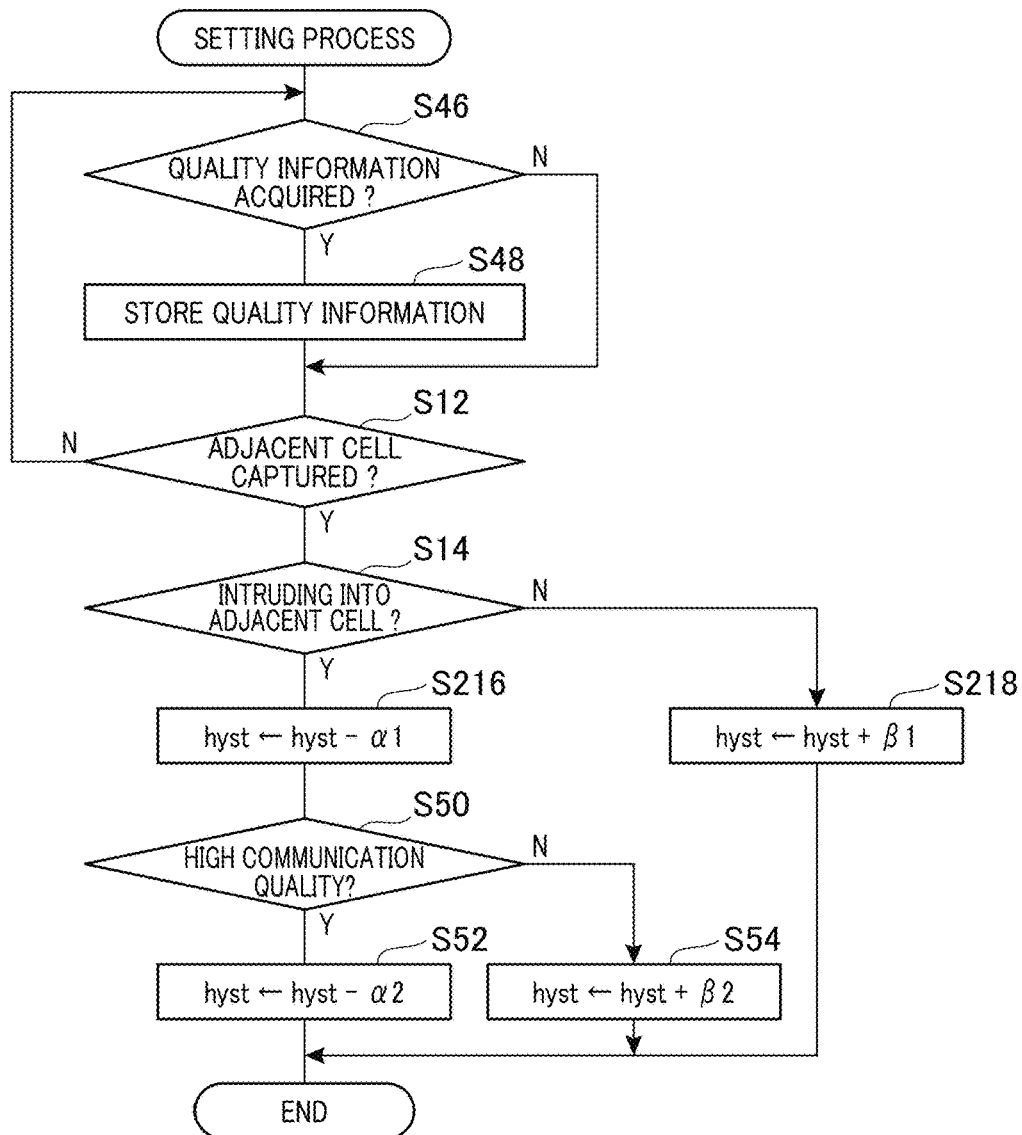 SETTING PROCESS
S46
QUALITY INFORMATION
ACQUIRED ?
N
Y
S48
STORE QUALITY INFORMATION
S12
N
ADJACENT CELL
CAPTURED ?
Y
S14
INTRUDING INTO
ADJACENT CELL ?
N
Y
S216
hyst ← hyst - α1
S218
hyst ← hyst + β1
S50
HIGH COMMUNICATION
QUALITY?
N
Y
S52
hyst ← hyst - α2
S54
hyst ← hyst + β2
END